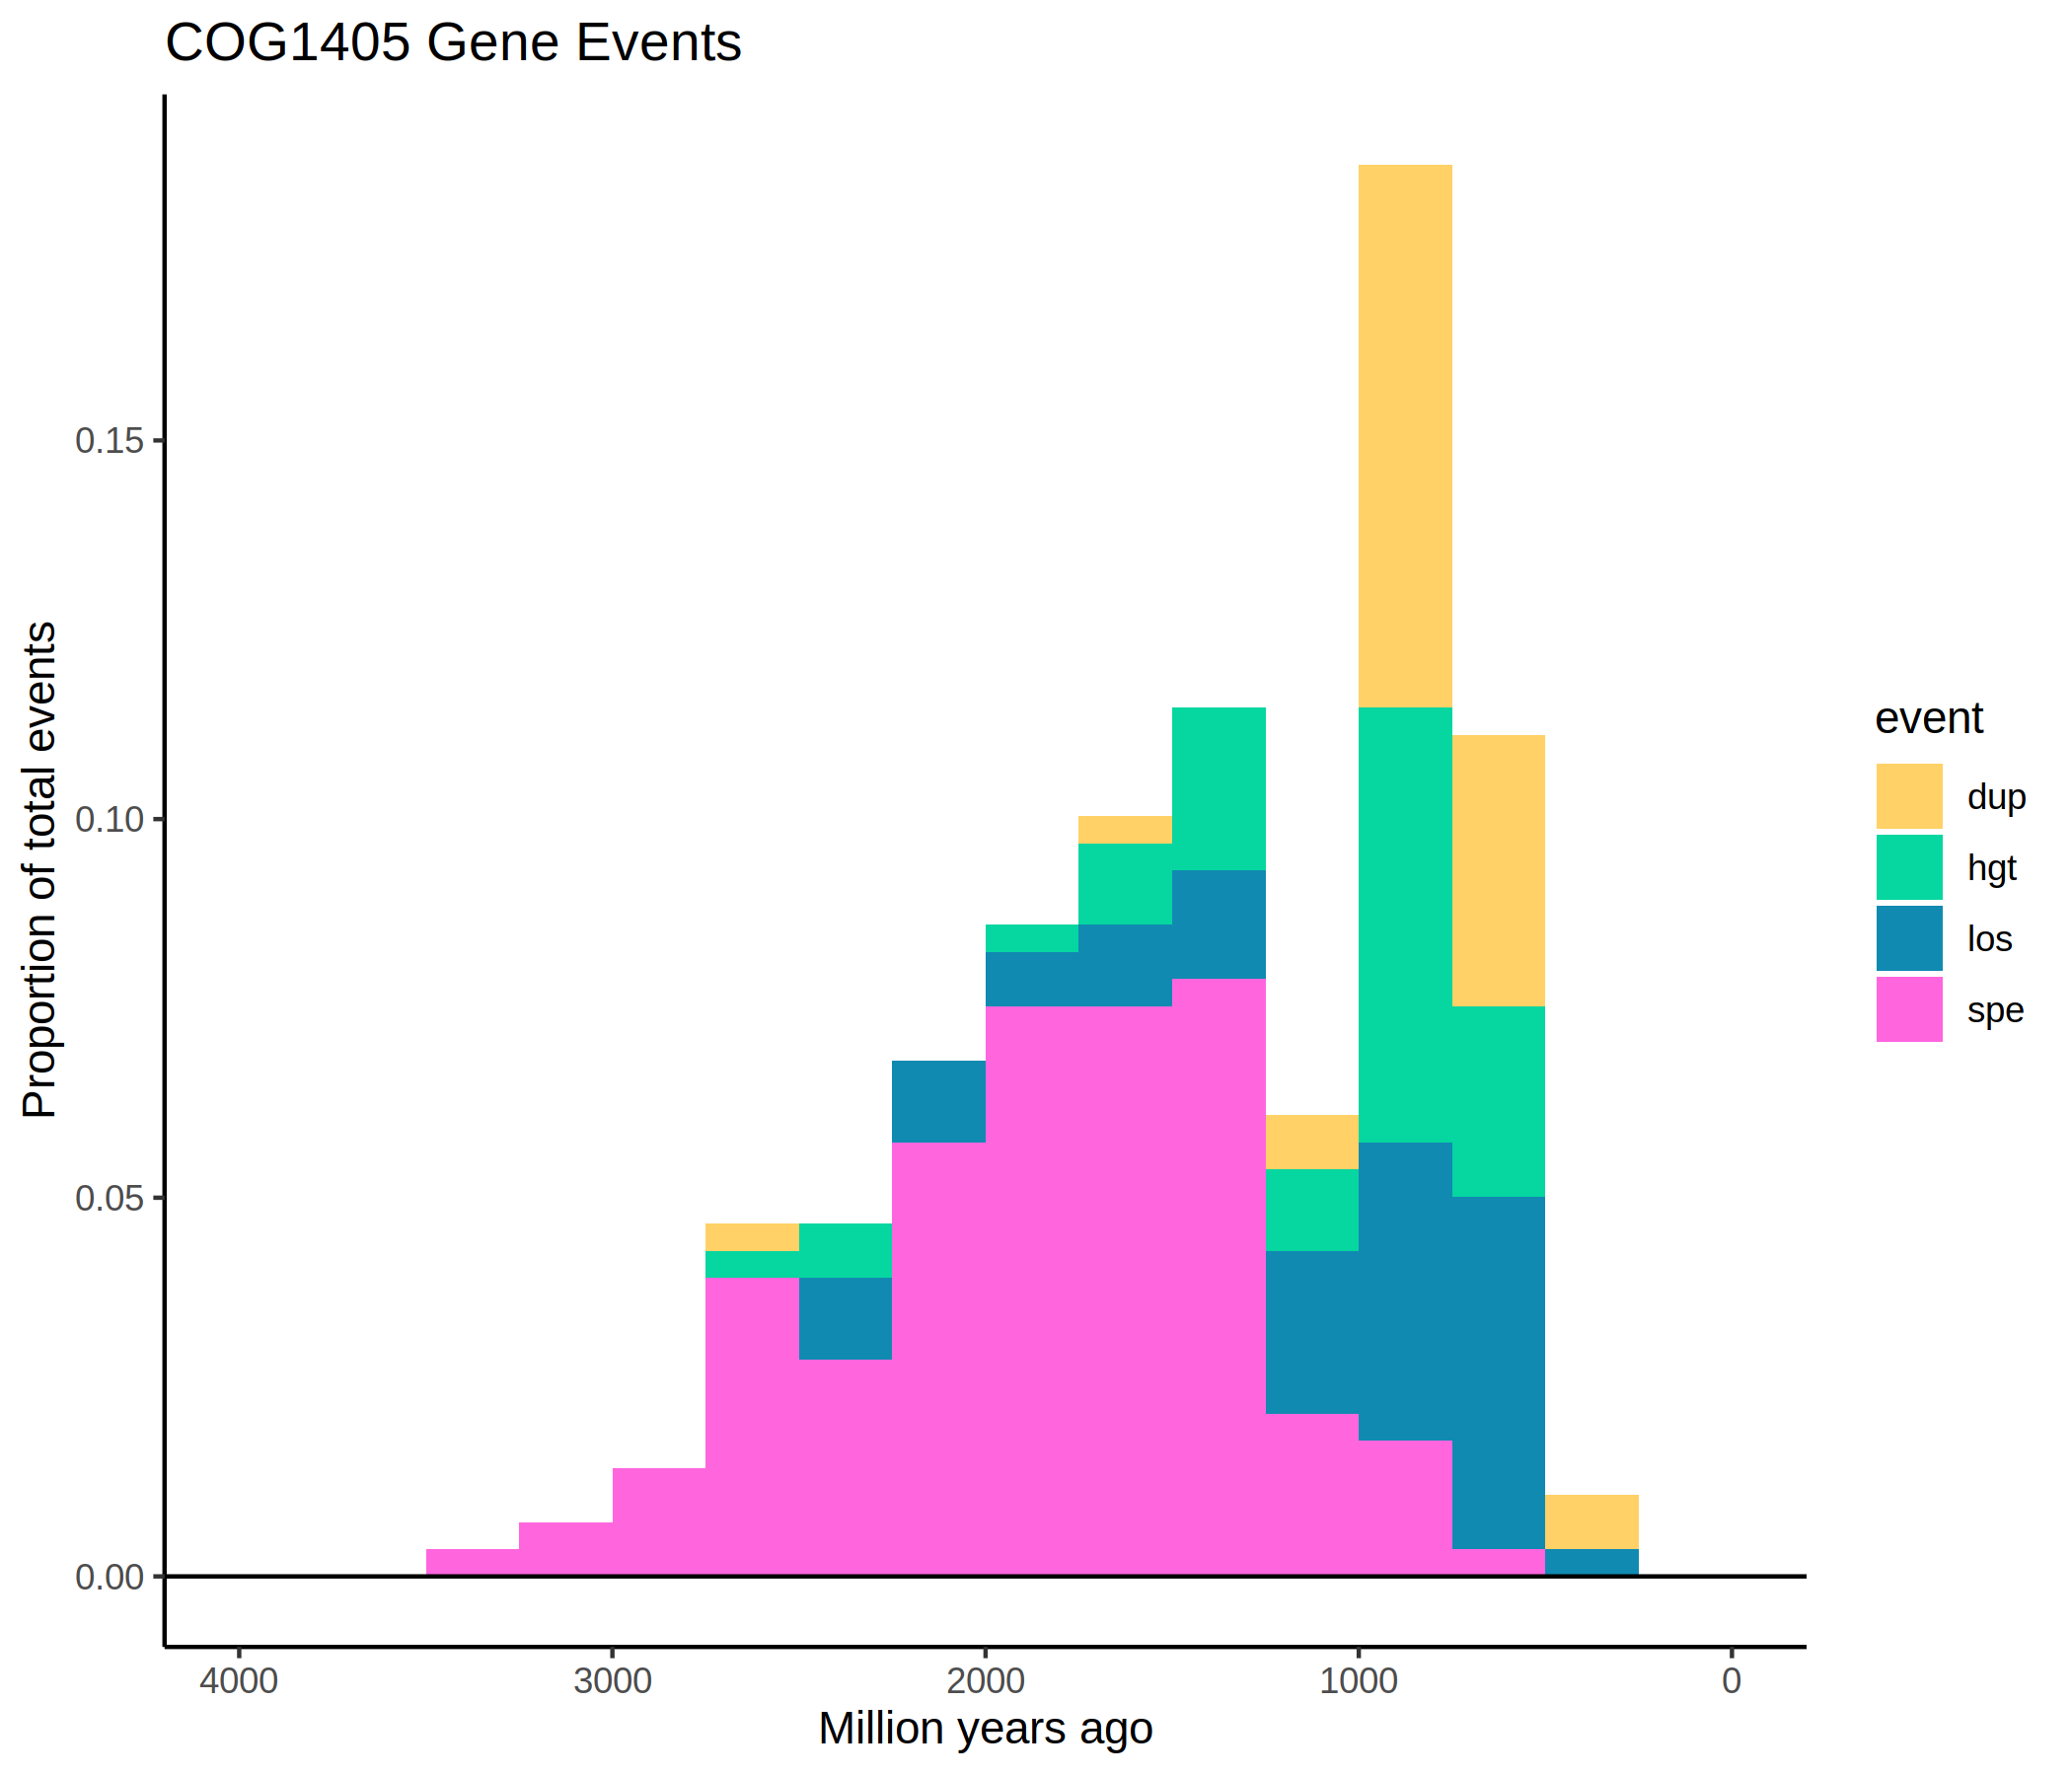 COG1405 Gene Events
Proportion of total events
0.15
0.10
0.05
0.00
4000 3000 2000 1000 0
Million years ago
event
dup
hgt
los
spe